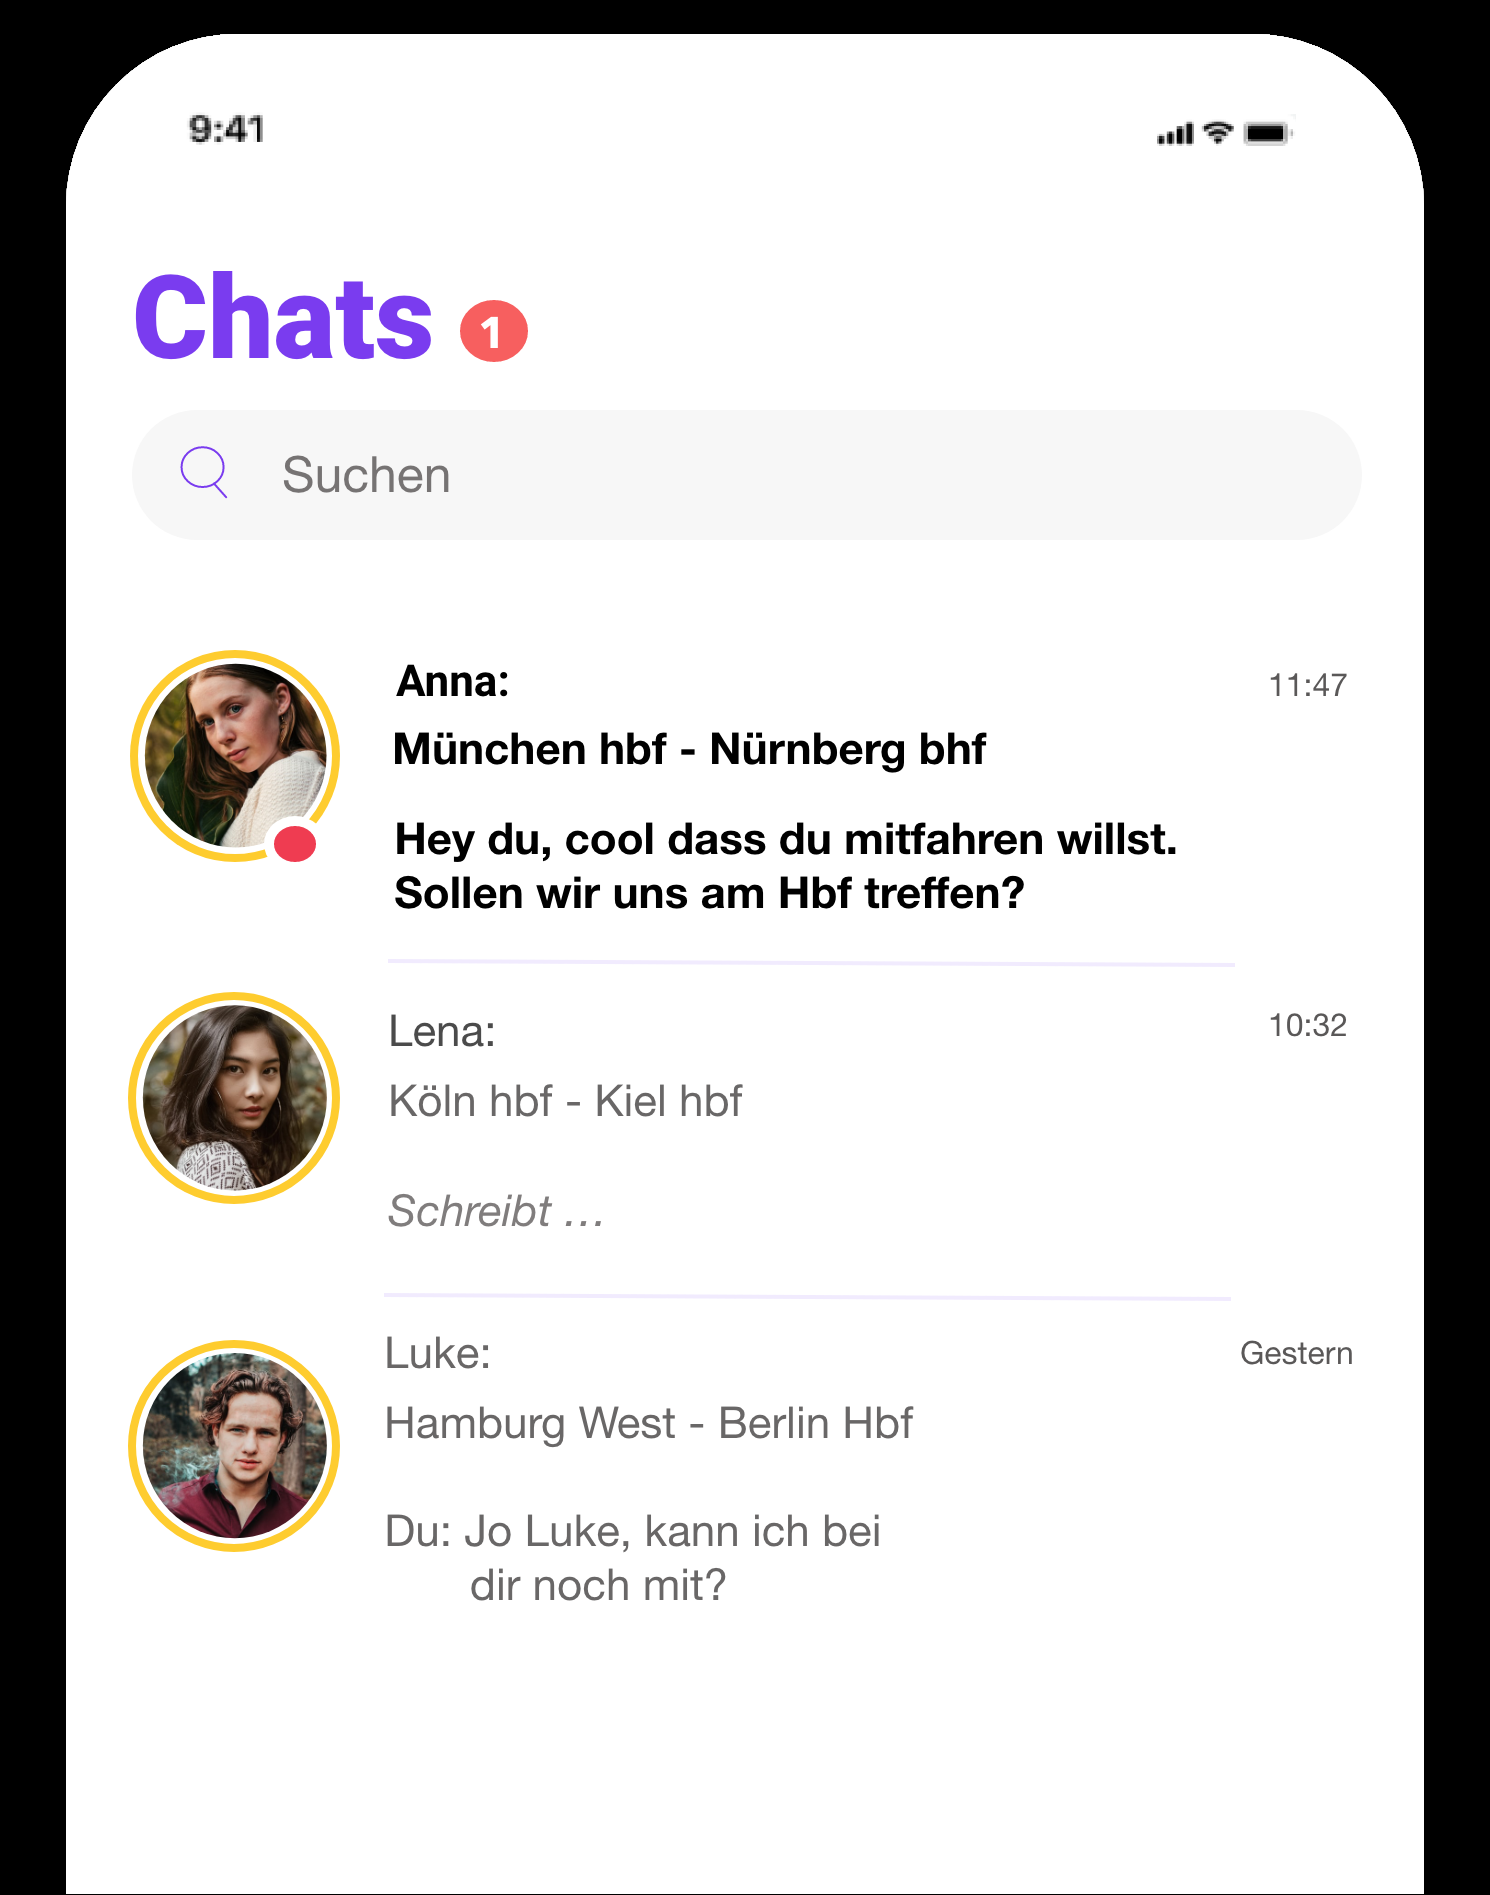 9:41
Chats 1
Suchen
Anna:
11:47
München hbf - Nürnberg bhf
Hey du, cool dass du mitfahren willst.
Sollen wir uns am Hbf treffen?
Lena:
10:32
Köln hbf - Kiel hbf
Schreibt ...
Luke:
Gestern
Hamburg West - Berlin Hbf
Du: Jo Luke, kann ich bei
dir noch mit?